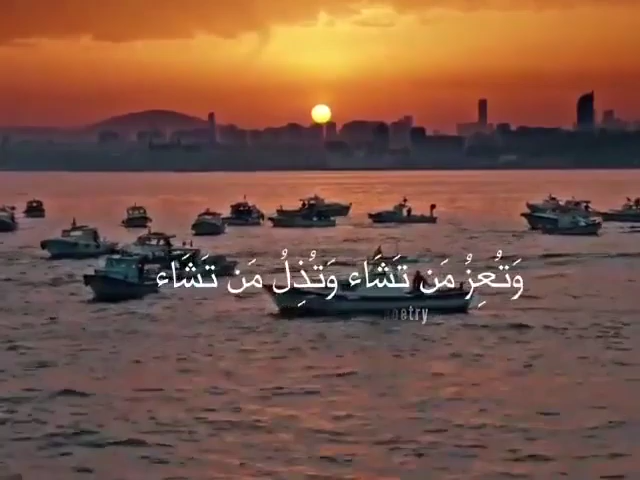 وَتُعِزُ مَن تَشَاء وَتُذِلُ مَن تَشَاء